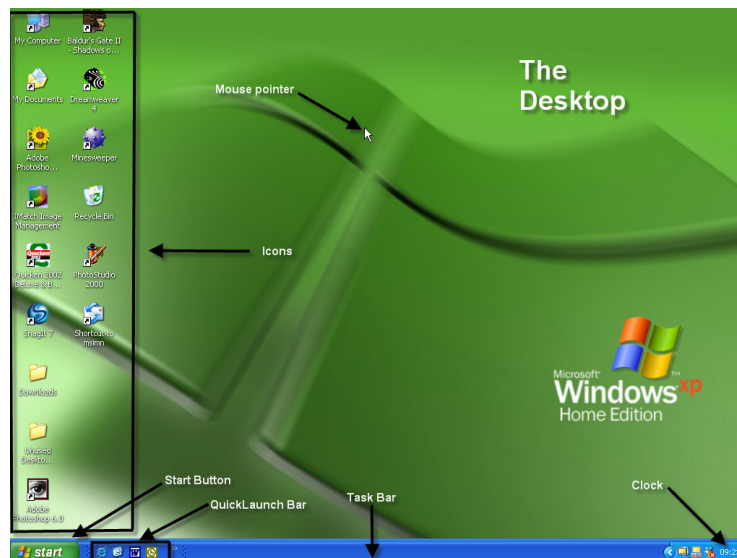 My Computer
Baldur's Gate II
- Shadows o...
The
Desktop
Mouse pointer
My Documents
Dreamweaver
4
Adobe
Photosho...
Minesweeper
IMatch Image
Management
Recycle Bin
Icons
Quicken 2002
Deluxe & B...
PhotoStudio
2000
SnagIt 7
Shortcut to
msimn
Microsoft
Windows xp
Home Edition
Downloads
Unused
Deskto...
Start Button
Clock
QuickLaunch Bar
Task Bar
Adobe
Photoshop 6.0
start